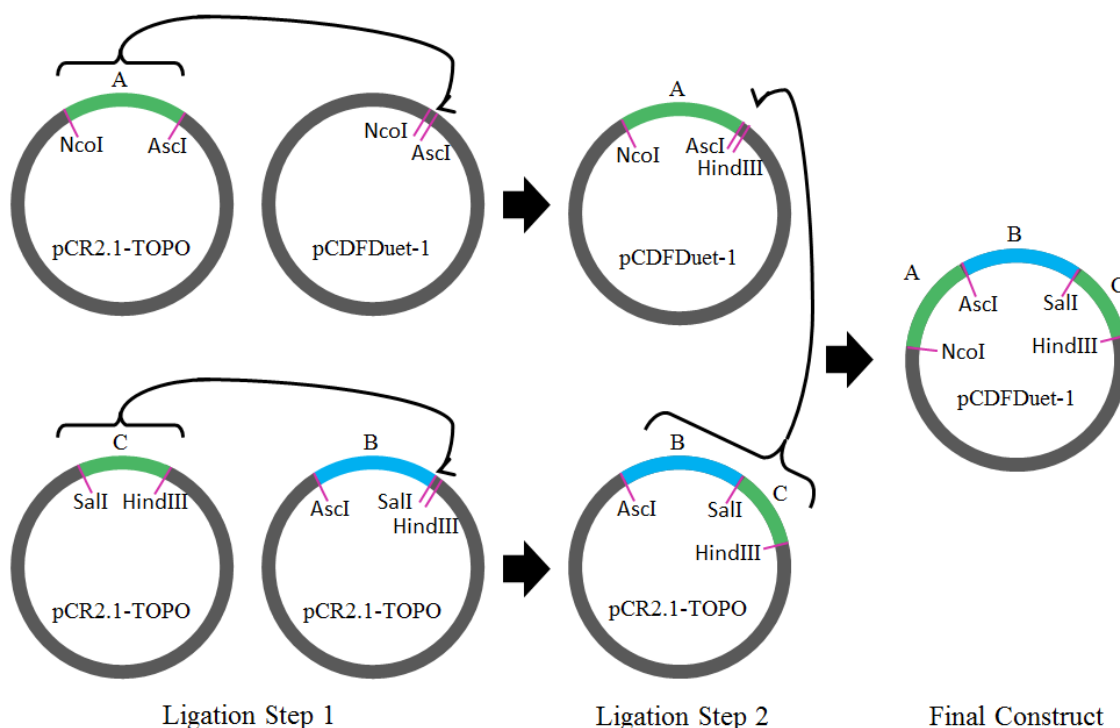 A
NcoI
AscI
pCR2.1-TOPO
NcoI
AscI
pCDFDuet-1
A
NcoI
AscI
HindIII
pCDFDuet-1
C
SalI
HindIII
pCR2.1-TOPO
B
AscI
SalI
HindIII
pCR2.1-TOPO
B
C
AscI
SalI
HindIII
pCR2.1-TOPO
B
A
C
AscI
SalI
NcoI
HindIII
pCDFDuet-1
Ligation Step 1
Ligation Step 2
Final Construct